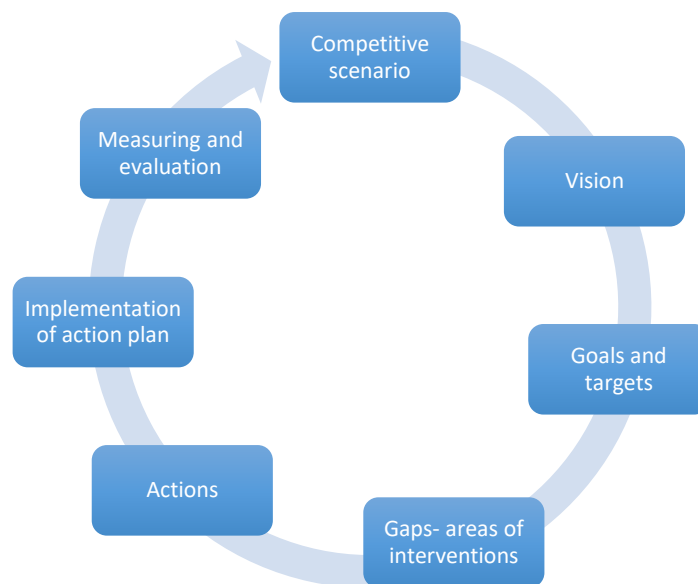 Competitive
scenario
Vision
Goals and
targets
Gaps- areas of
interventions
Actions
Implementation
of action plan
Measuring and
evaluation